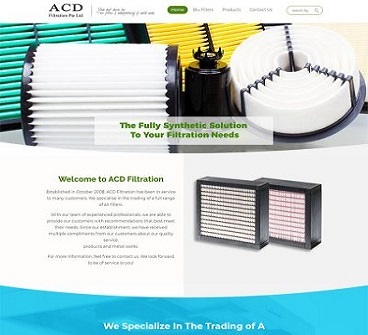 ACD
Filtration Pte Ltd
Home
Blu Filters
Products
Contact Us
The Fully Synthetic Solution
To Your Filtration Needs
Welcome to ACD Filtration
Established in October 2008, ACD Filtration has been in service
to many customers. We specialise in the trading of a full range
of air filters.
With our team of experienced professionals, we are able to
provide our customers with recommendations that best meet
their needs. Since our establishment, we have received
multiple compliments from our customers about our quality
service,
products and metal works.
For more information, feel free to contact us. We look forward
to be of service to you!
We Specialize In The Trading of A